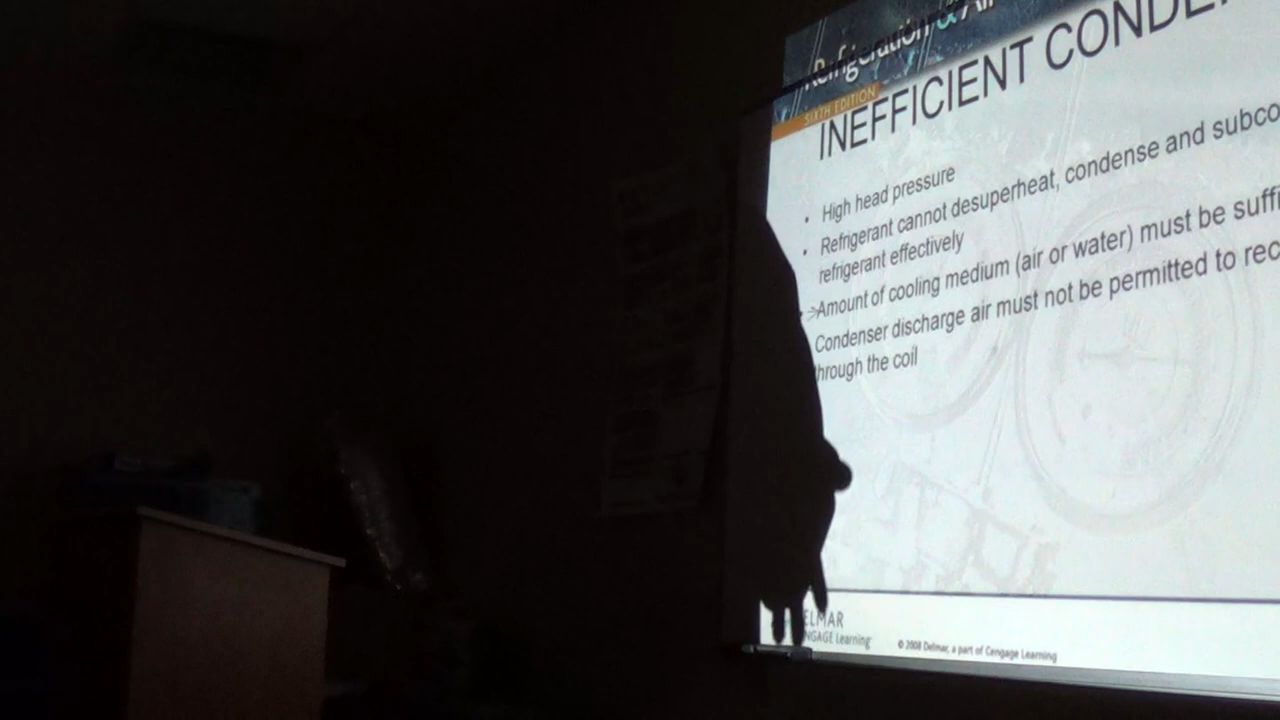 Refrigeration & Air
SIXTH EDITION
INEFFICIENT CONDE
• High head pressure
• Refrigerant cannot desuperheat, condense and subco
refrigerant effectively
Amount of cooling medium (air or water) must be suffi
Condenser discharge air must not be permitted to rec
through the coil
ELMAR
NGAGE Learning
© 2008 Delmar, a part of Cengage Learning